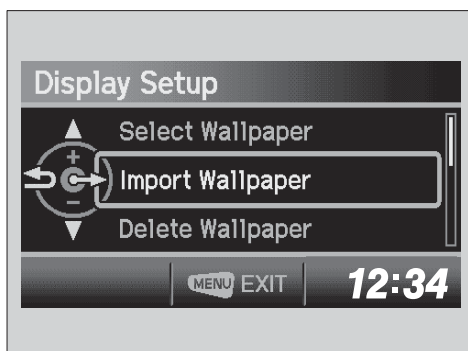 Display Setup
Select Wallpaper
+
Import Wallpaper
−
Delete Wallpaper
MENU EXIT 12:34